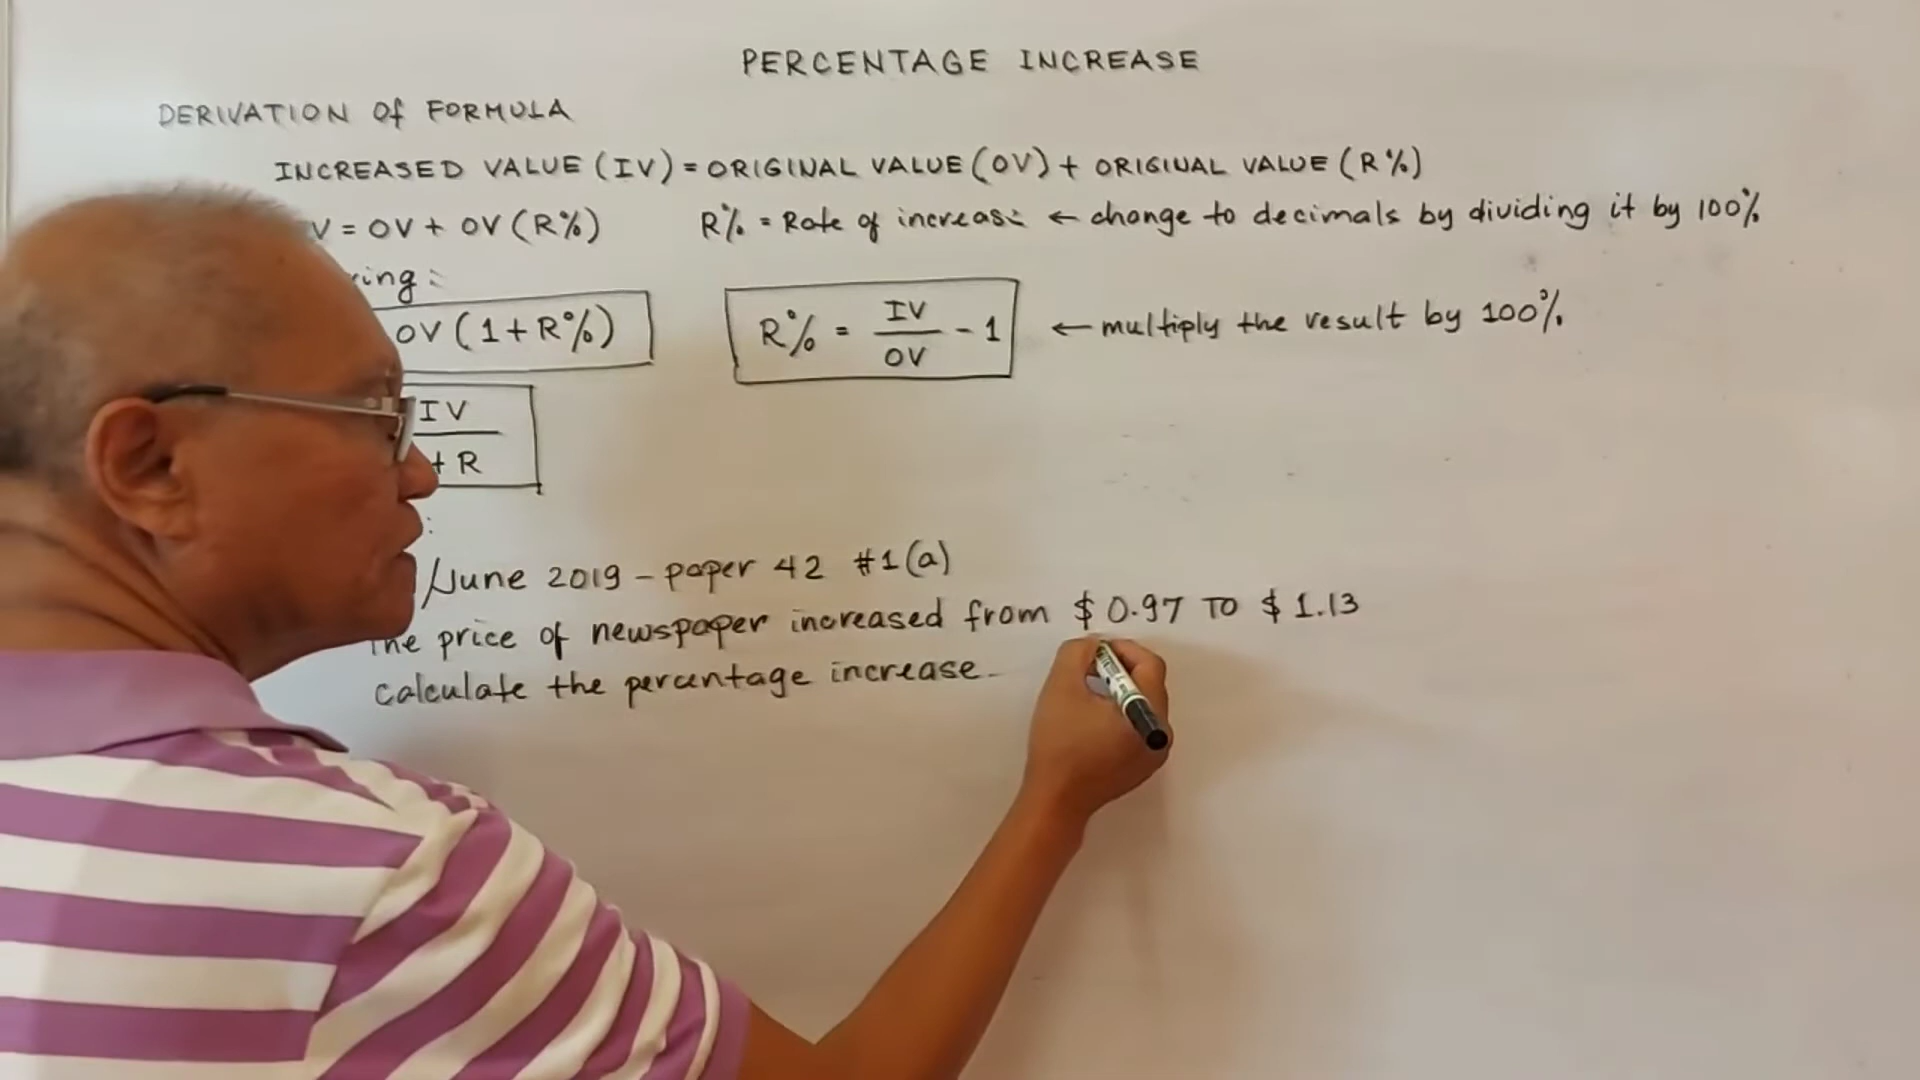 PERCENTAGE INCREASE
DERIVATION Of FORMULA
INCREASED VALUE (IV) = ORIGINAL VALUE (OV) + ORIGINAL VALUE (R%)
V = OV + OV (R%) R% = Rate of increase ← change to decimals by dividing it by 100%
ing:
OV (1+R%)
R% = IV/OV - 1 ← multiply the result by 100%
IV
+ R
:
/June 2019 - paper 42 #1(a)
The price of newspaper increased from $0.97 TO $1.13
calculate the percentage increase.